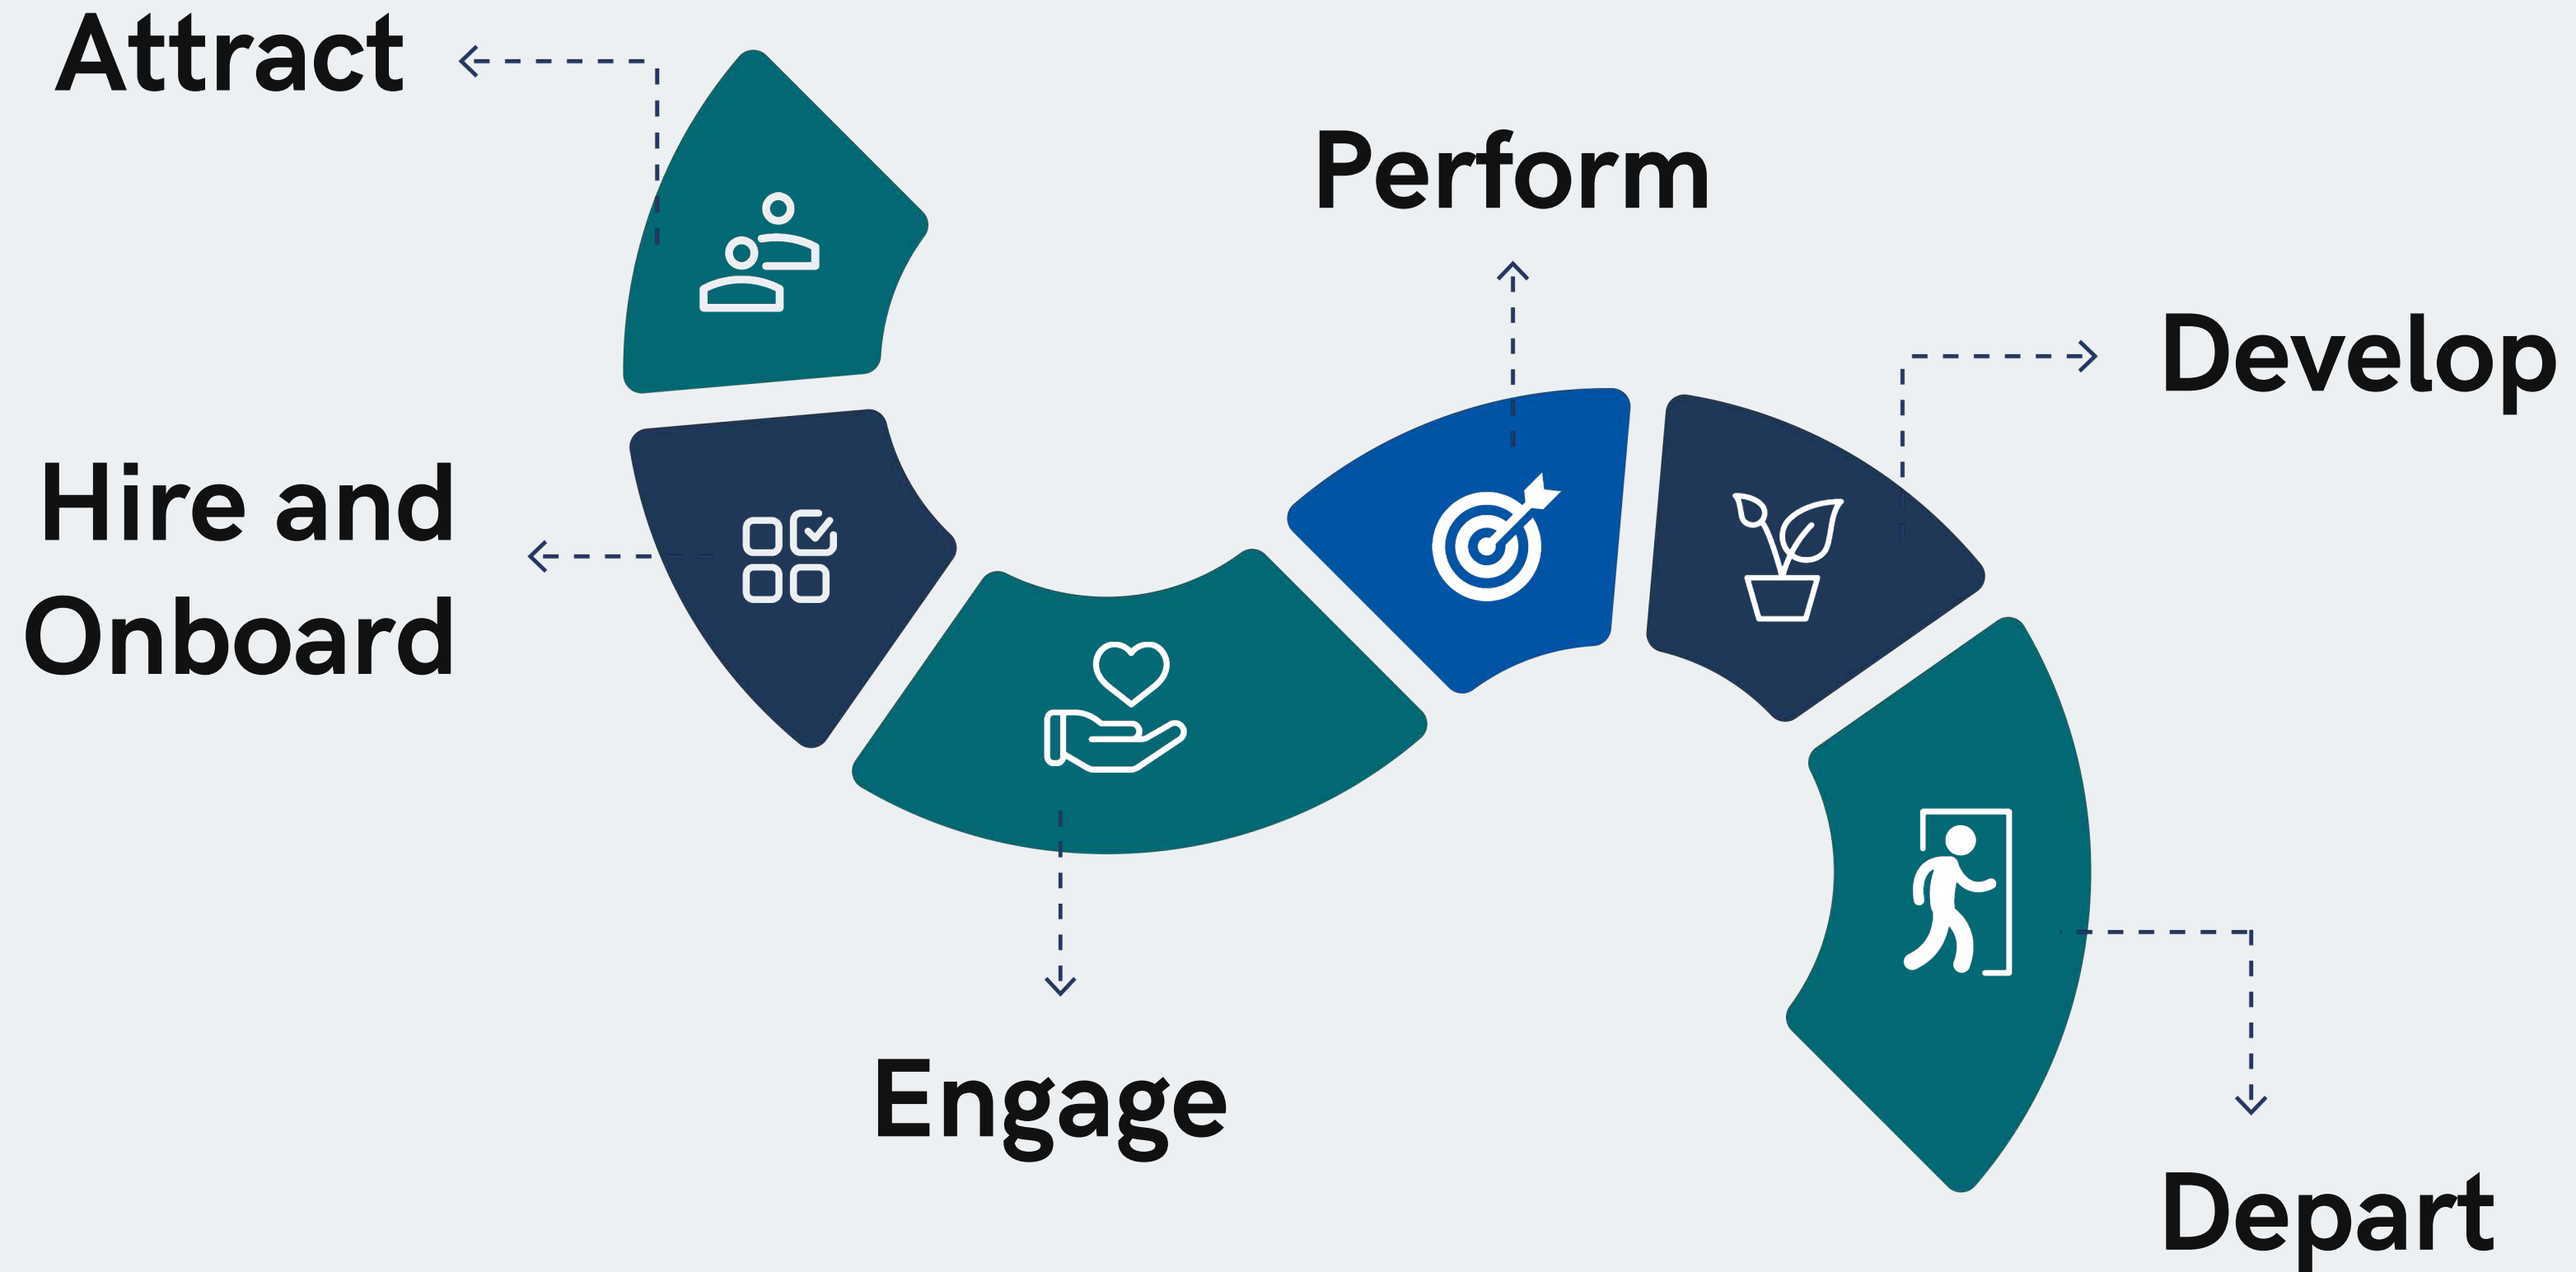 Attract
Hire and
Onboard
Engage
Perform
Develop
Depart